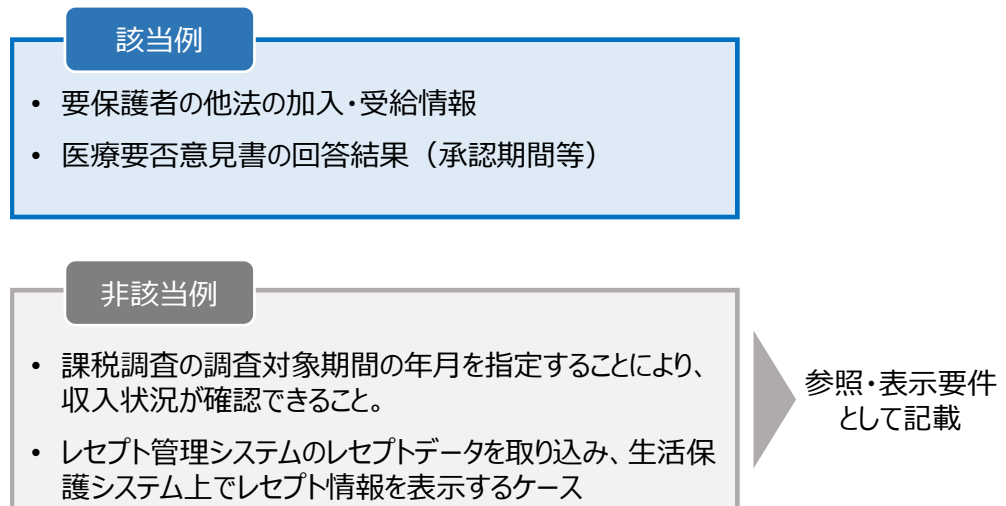 該当例
• 要保護者の他法の加入・受給情報
• 医療要否意見書の回答結果（承認期間等）
非該当例
• 課税調査の調査対象期間の年月を指定することにより、
収入状況が確認できること。
• レセプト管理システムのレセプトデータを取り込み、生活保
護システム上でレセプト情報を表示するケース
参照・表示要件
として記載